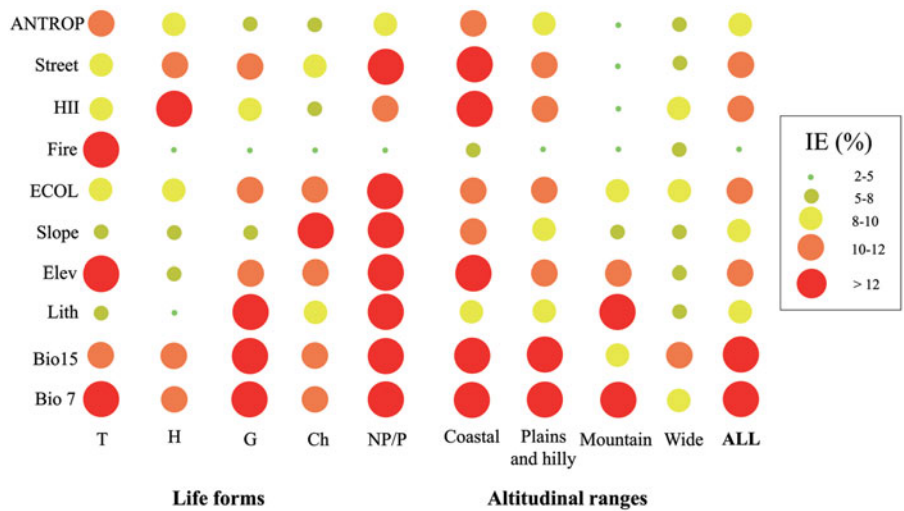 ANTROP
Street
HII
Fire
ECOL
Slope
Elev
Lith
Bio15
Bio 7
T H G Ch NP/P Coastal Plains and hilly Mountain Wide ALL
Life forms Altitudinal ranges
IE (%)
2-5
5-8
8-10
10-12
> 12